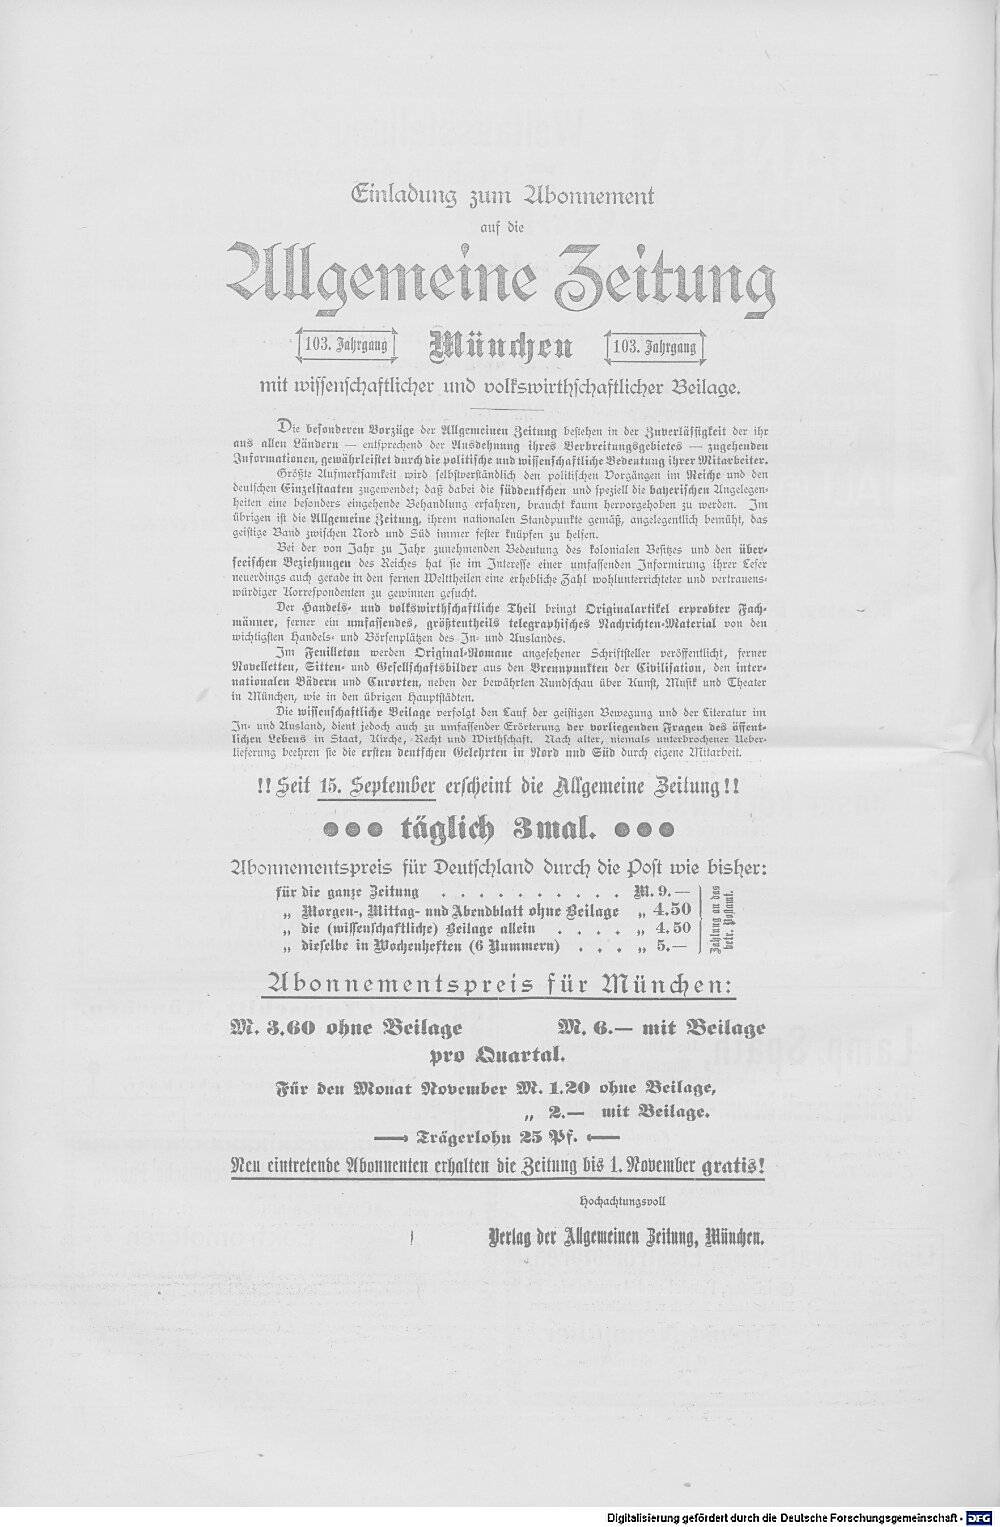 Einladung zum Abonnement
auf die
Allgemeine Zeitung
103. Jahrgang München 103. Jahrgang
mit wissenschaftlicher und volkswirthschaftlicher Beilage.
Die besonderen Vorzüge der Allgemeinen Zeitung bestehen in der Zuverlässigkeit der ihr
aus allen Ländern — entsprechend der Ausdehnung ihres Verbreitungsgebietes — zugehenden
Informationen, gewährleistet durch die politische und wissenschaftliche Bedeutung ihrer Mitarbeiter.
Größte Aufmerksamkeit wird selbstverständlich den politischen Vorgängen im Reiche und den
deutschen Einzelstaaten zugewendet; daß dabei die süddeutschen und speziell die bayerischen Angelegen-
heiten eine besonders eingehende Behandlung erfahren, braucht kaum hervorgehoben zu werden. Im
übrigen ist die Allgemeine Zeitung, ihrem nationalen Standpunkte gemäß, angelegentlich bemüht, das
geistige Band zwischen Nord und Süd immer fester knüpfen zu helfen.
Bei der von Jahr zu Jahr zunehmenden Bedeutung des kolonialen Besitzes und den über-
seeischen Beziehungen des Reiches hat sie im Interesse einer umfassenden Informirung ihrer Leser
neuerdings auch gerade in den fernen Welttheilen eine erhebliche Zahl wohlunterrichteter und vertrauens-
würdiger Korrespondenten zu gewinnen gesucht.
Der Handels- und volkswirthschaftliche Theil bringt Originalartikel erprobter Fach-
männer, ferner ein umfassendes, größtentheils telegraphisches Nachrichten-Material von den
wichtigsten Handels- und Börsenplätzen des In- und Auslandes.
Im Feuilleton werden Original-Romane angesehener Schriftsteller veröffentlicht, ferner
Novelletten, Sitten- und Gesellschaftsbilder aus den Brennpunkten der Civilisation, den inter-
nationalen Bädern und Curorten, neben der bewährten Rundschau über Kunst, Musik und Theater
in München, wie in den übrigen Hauptstädten.
Die wissenschaftliche Beilage verfolgt den Lauf der geistigen Bewegung und der Literatur im
In- und Ausland, dient jedoch auch zu umfassender Erörterung der vorliegenden Fragen des öffent-
lichen Lebens in Staat, Kirche, Recht und Wirthschaft. Nach alter, niemals unterbrochener Ueber-
lieferung beehren sie die ersten deutschen Gelehrten in Nord und Süd durch eigene Mitarbeit.
!! Seit 15. September erscheint die Allgemeine Zeitung !!
●●● täglich 3mal. ●●●
Abonnementspreis für Deutschland durch die Post wie bisher:
für die ganze Zeitung . . . . . . . . . . M. 9.—
„ Morgen-, Mittag- und Abendblatt ohne Beilage „ 4.50
„ die (wissenschaftliche) Beilage allein . . . . „ 4.50
„ dieselbe in Wochenheften (6 Nummern) . . . „ 5.—
Zahlung an das
betr. Postamt.
Abonnementspreis für München:
M. 3.60 ohne Beilage M. 6.— mit Beilage
pro Quartal.
Für den Monat November M. 1.20 ohne Beilage,
„ 2.— mit Beilage.
Trägerlohn 25 Pf.
Neu eintretende Abonnenten erhalten die Zeitung bis 1. November gratis!
Hochachtungsvoll
Verlag der Allgemeinen Zeitung, München.
Digitalisierung gefördert durch die Deutsche Forschungsgemeinschaft - DFG